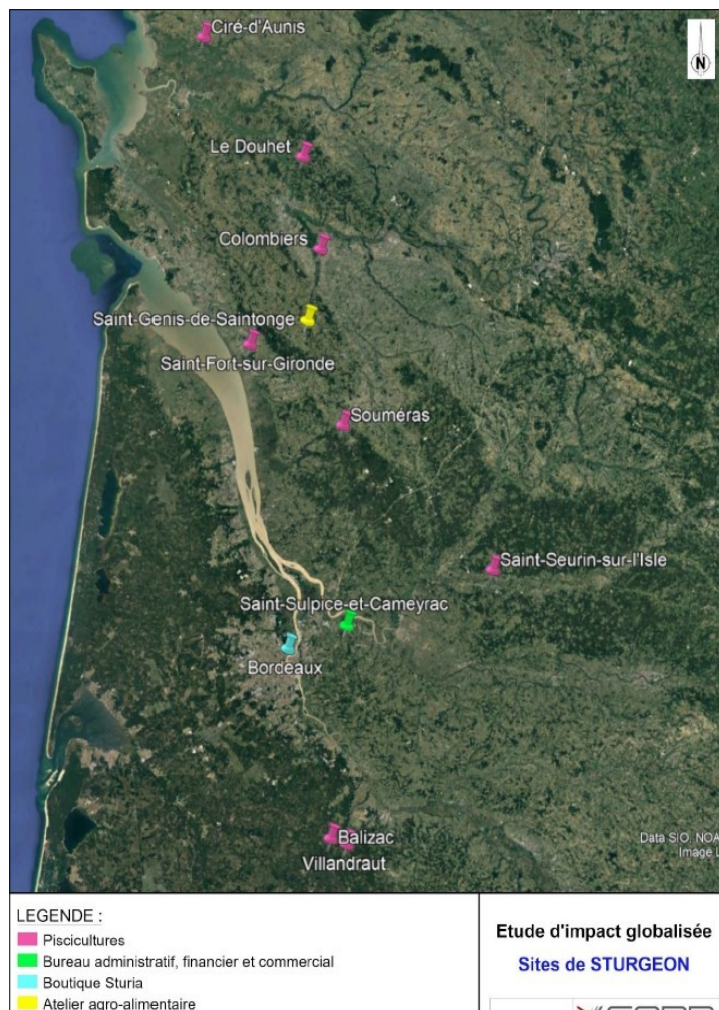 Ciré-d'Aunis
N
Le Douhet
Colombiers
Saint-Genis-de-Saintonge
Saint-Fort-sur-Gironde
Souméras
Saint-Seurin-sur-l'Isle
Saint-Sulpice-et-Cameyrac
Bordeaux
Balizac
Villandraut
Data SIO, NOA
Image L
LEGENDE :
Piscicultures
Bureau administratif, financier et commercial
Boutique Sturia
Atelier agro-alimentaire
Etude d'impact globalisée
Sites de STURGEON